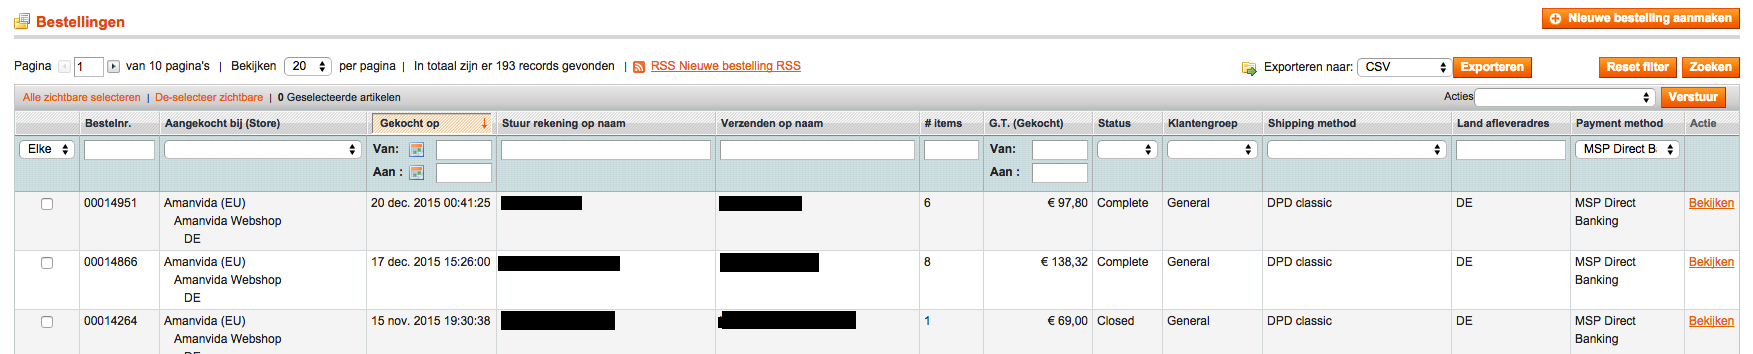 Bestellingen
Nieuwe bestelling aanmaken
Pagina 1 van 10 pagina's | Bekijken 20 per pagina | In totaal zijn er 193 records gevonden | RSS Nieuwe bestelling RSS
Exporteren naar: CSV Exporteren Reset filter Zoeken
Alle zichtbare selecteren | De-selecteer zichtbare | 0 Geselecteerde artikelen
Acties Verstuur
Bestelnr. Aangekocht bij (Store) Gekocht op Stuur rekening op naam Verzenden op naam # items G.T. (Gekocht) Status Klantengroep Shipping method Land afleveradres Payment method Actie
Elke Van: Van: MSP Direct B
Aan : Aan :
00014951 Amanvida (EU) 20 dec. 2015 00:41:25 6 € 97,80 Complete General DPD classic DE MSP Direct Bekijken
Amanvida Webshop Banking
DE
00014866 Amanvida (EU) 17 dec. 2015 15:26:00 8 € 138,32 Complete General DPD classic DE MSP Direct Bekijken
Amanvida Webshop Banking
DE
00014264 Amanvida (EU) 15 nov. 2015 19:30:38 1 € 69,00 Closed General DPD classic DE MSP Direct Bekijken
Amanvida Webshop Banking
DE